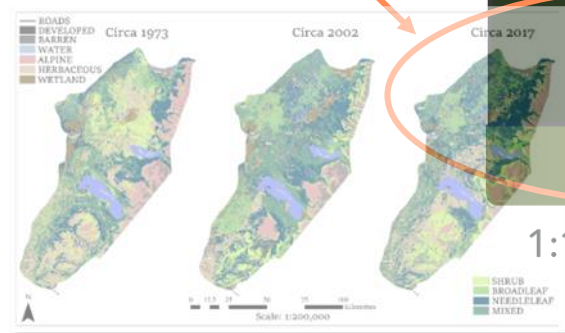 ROADS
DEVELOPED
BARREN
WATER
ALPINE
HERBACEOUS
WETLAND
Circa 1973
Circa 2002
Circa 2017
1:1
SHRUB
BROADLEAF
NEEDLELEAF
MIXED
N
Scale: 1:200,000